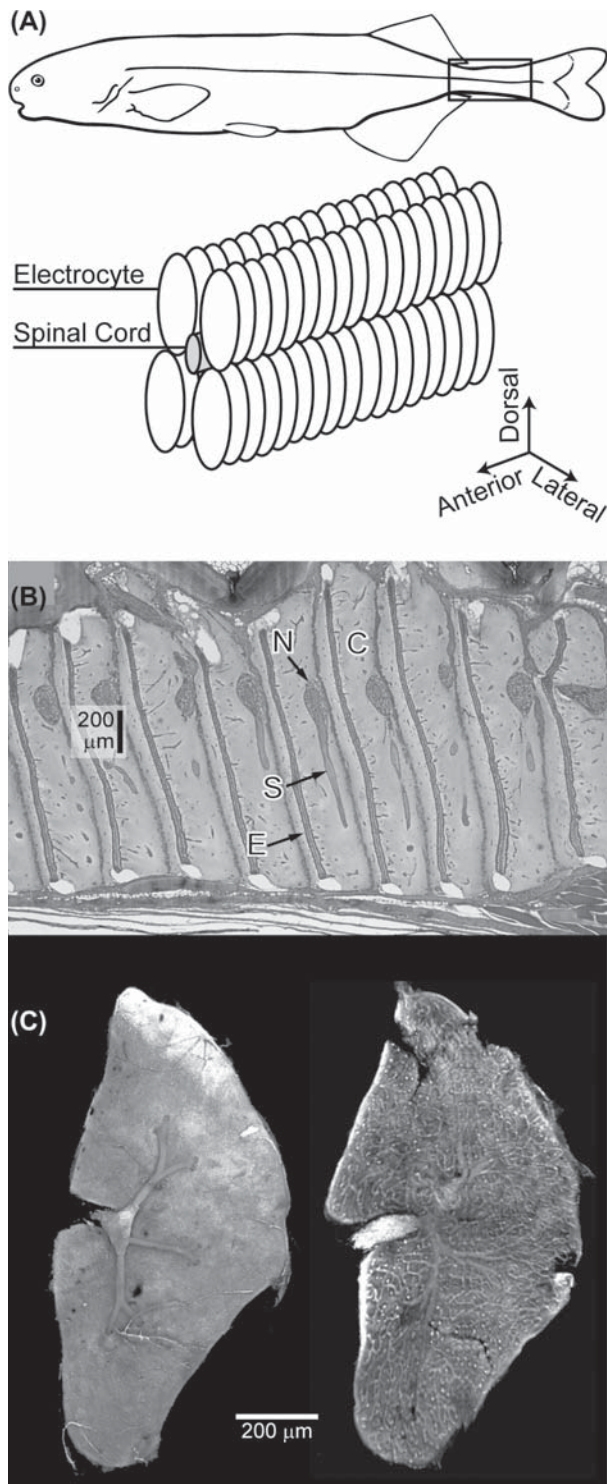 (A)
Electrocyte
Spinal Cord
Dorsal
Anterior
Lateral
(B)
N
C
200
μm
S
E
(C)
200 μm